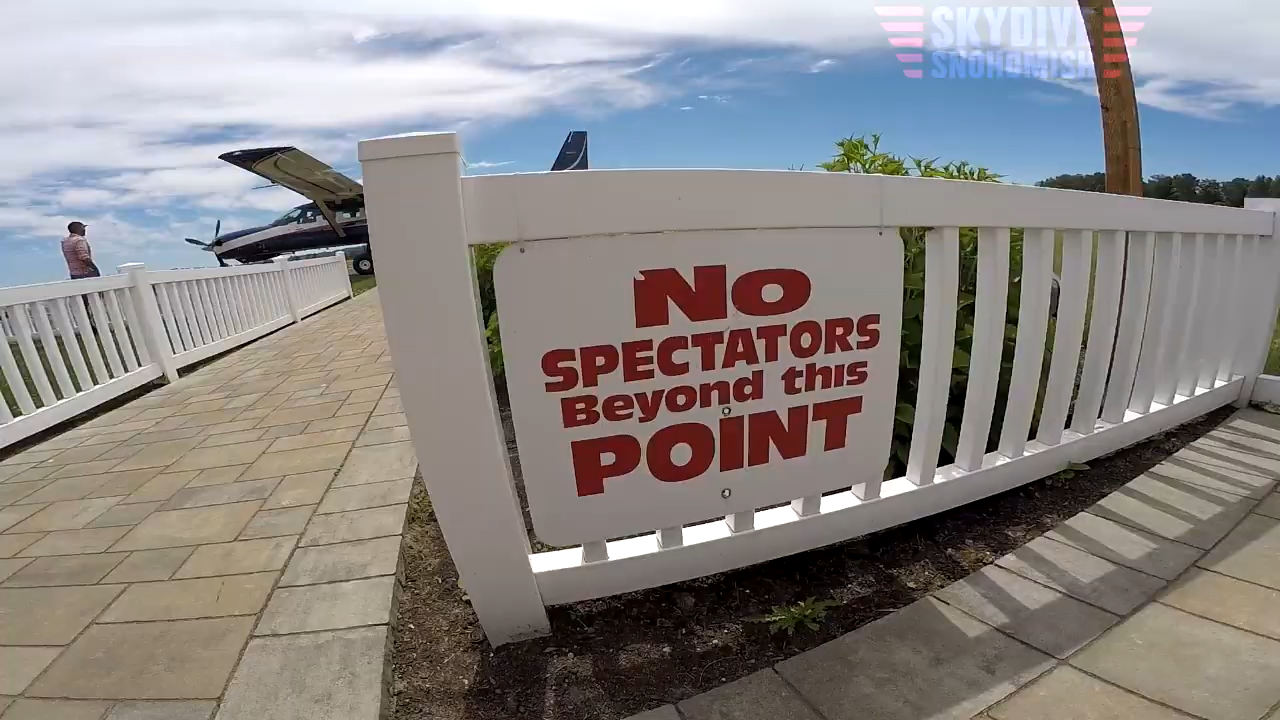 SKYDIVE
SNOHOMISH
No
SPECTATORS
Beyond this
POINT